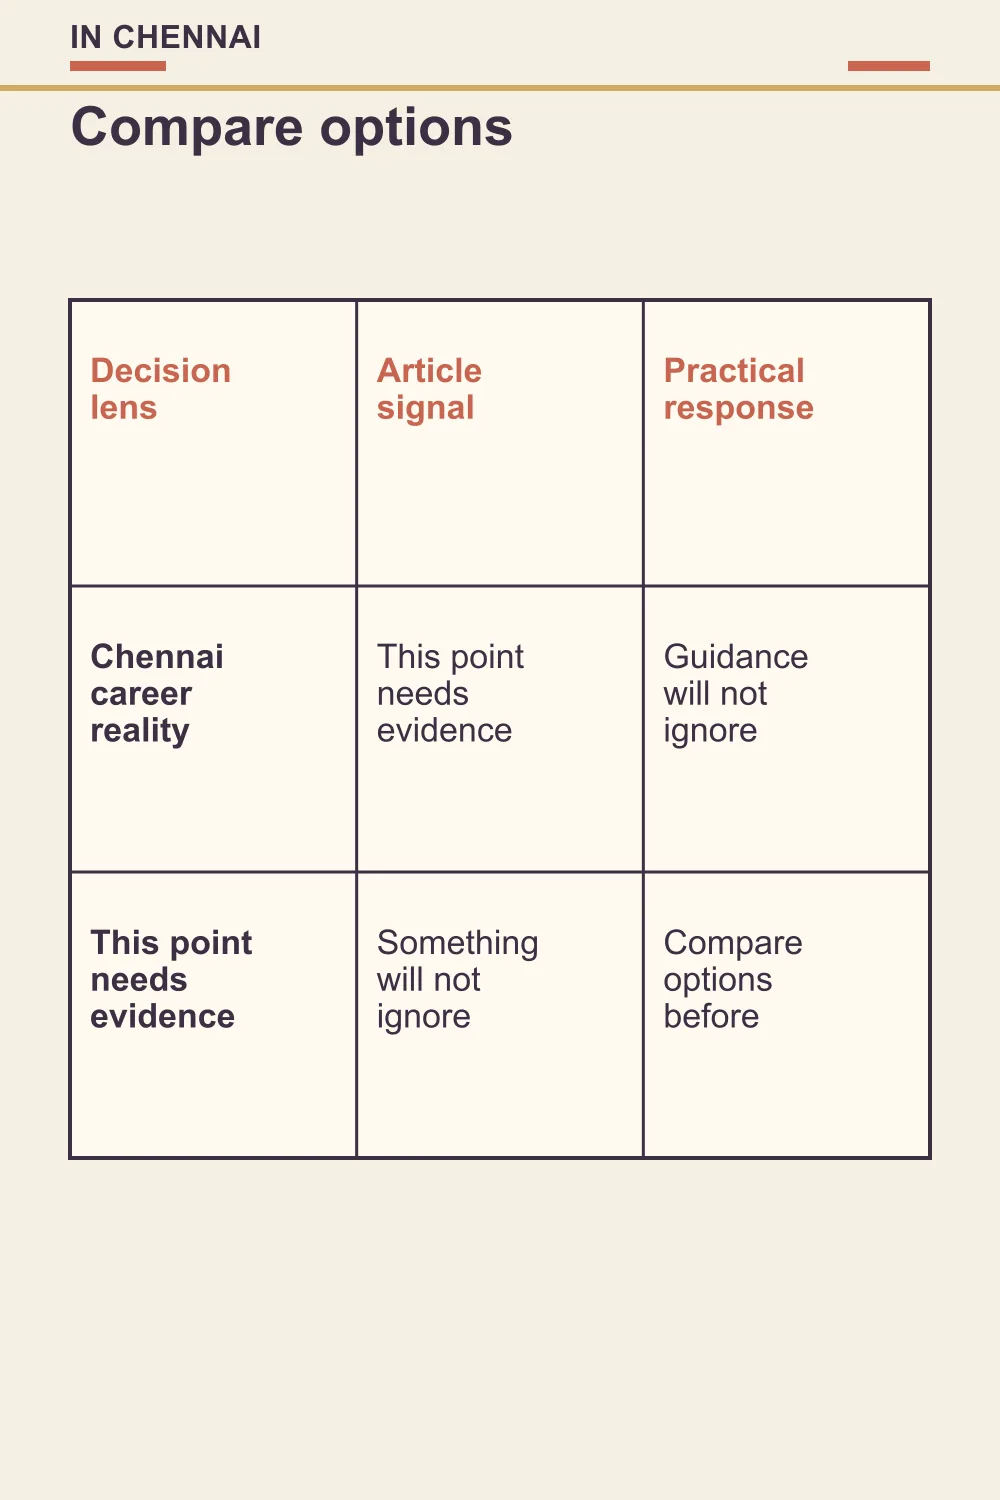 IN CHENNAI
Compare options
Decision
lens
Article
signal
Practical
response
Chennai
career
reality
This point
needs
evidence
Guidance
will not
ignore
This point
needs
evidence
Something
will not
ignore
Compare
options
before